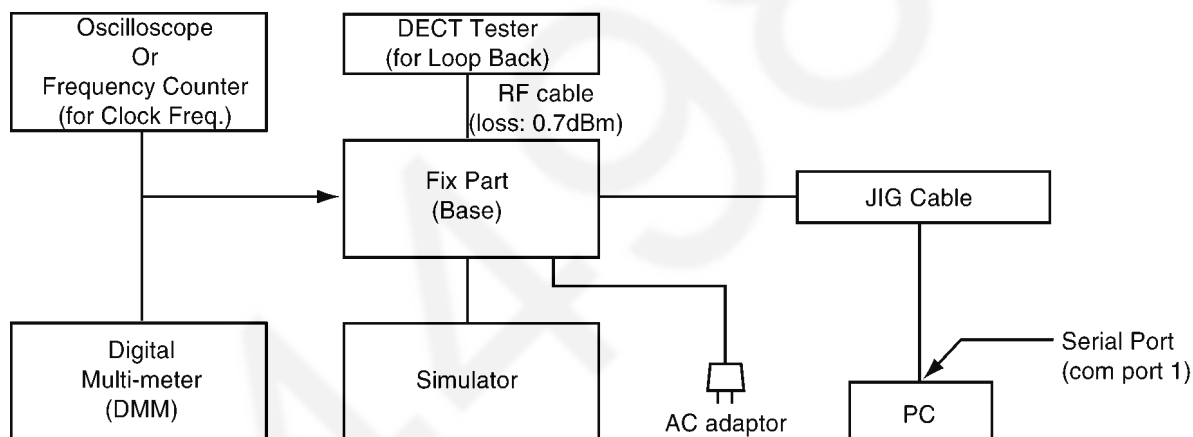 Oscilloscope
Or
Frequency Counter
(for Clock Freq.)
DECT Tester
(for Loop Back)
RF cable
(loss: 0.7dBm)
Fix Part
(Base)
JIG Cable
Digital
Multi-meter
(DMM)
Simulator
AC adaptor
Serial Port
(com port 1)
PC